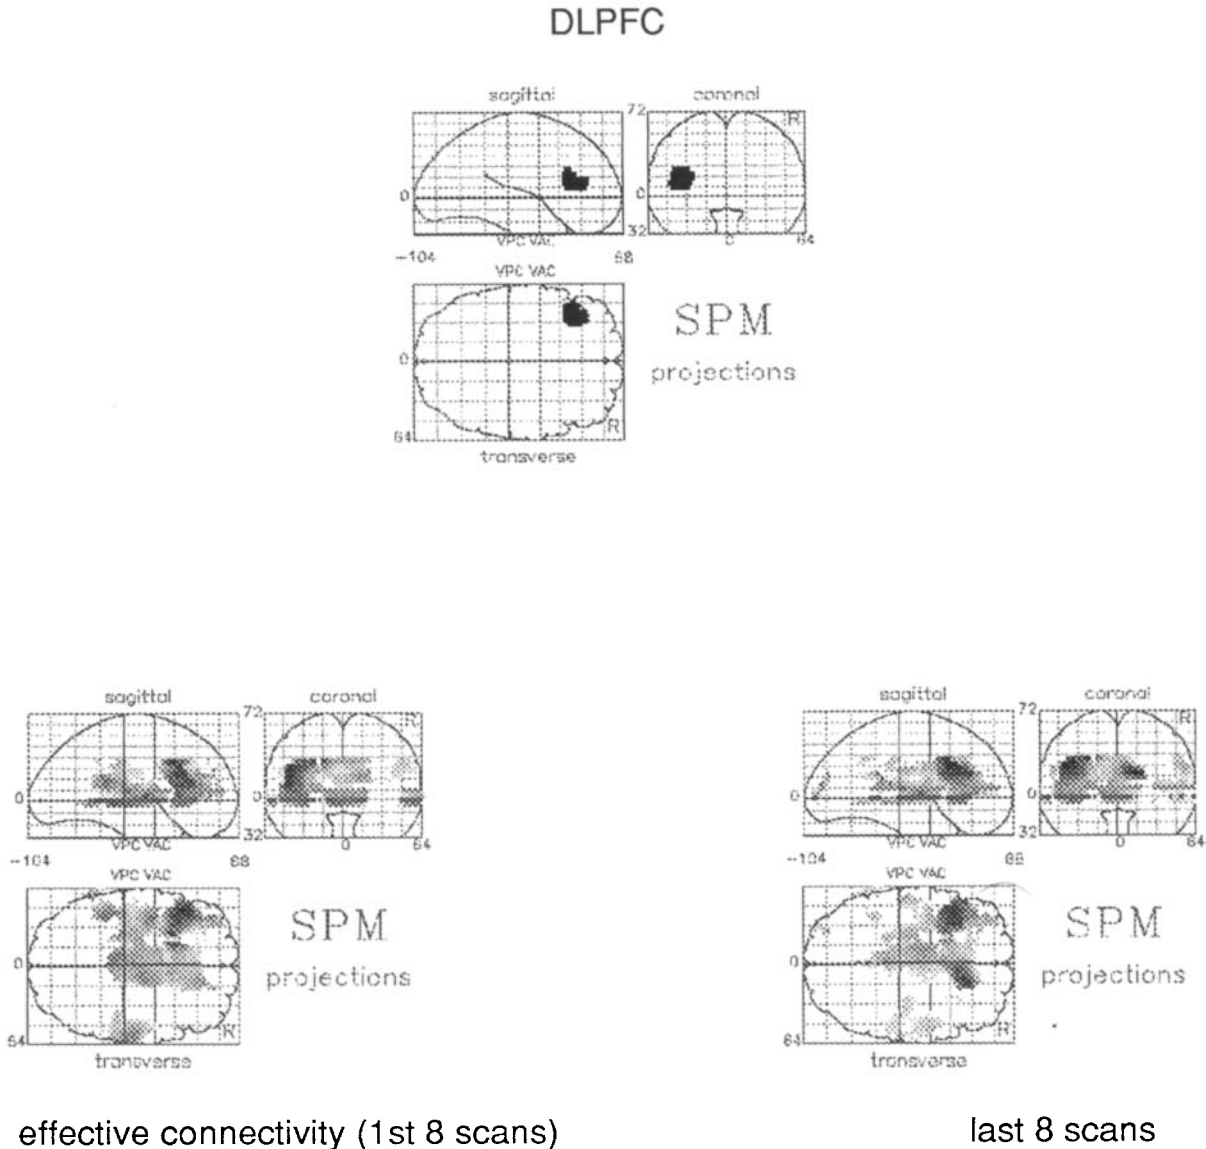 DLPFC
sagittal coronal
72 R
0 0
32
VPC VAC 0 64
-104 68
VPC VAC
SPM
0
projections
R
64
transverse
sagittal coronal
72 R
0 0
32
VPC VAC 0 64
-104 68
VPC VAC
SPM
0
projections
R
64
transverse
sagittal coronal
72 R
0 0
32
VPC VAC 0 64
-104 68
VPC VAC
SPM
0
projections
R
64
transverse
effective connectivity (1st 8 scans)
last 8 scans